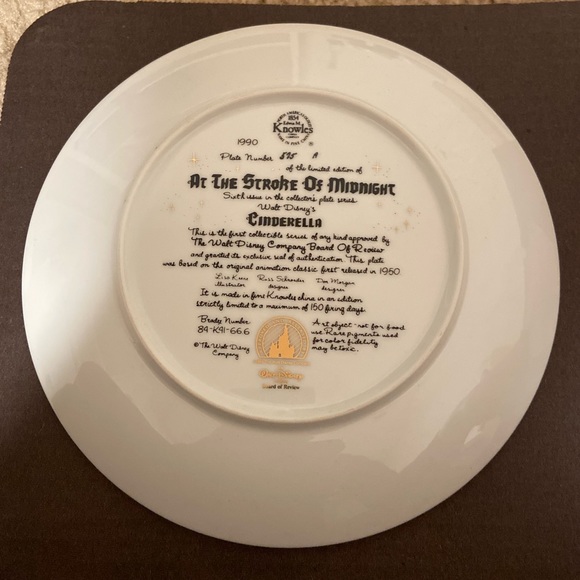 1834
Edwin M.
Knowles
1990
Plate Number 525 A
of the limited edition of
At The Stroke Of Midnight
Sixth issue in the collector's plate series
Walt Disney's
Cinderella
This is the first collectible series of any kind approved by
The Walt Disney Company Board Of Review
and granted its exclusive seal of authentication. This plate
was based on the original animation classic first released in 1950.
Lisa Keene Russ Schroeder Don Morgan
illustrator designer designer
It is made in fine Knowles china in an edition
strictly limited to a maximum of 150 firing days.
Bradex Number
84-K91-66.6
© The Walt Disney
Company
Art object - not for food
use. Rare pigments used
for color fidelity
may be toxic.
Walt Disney
Board of Review